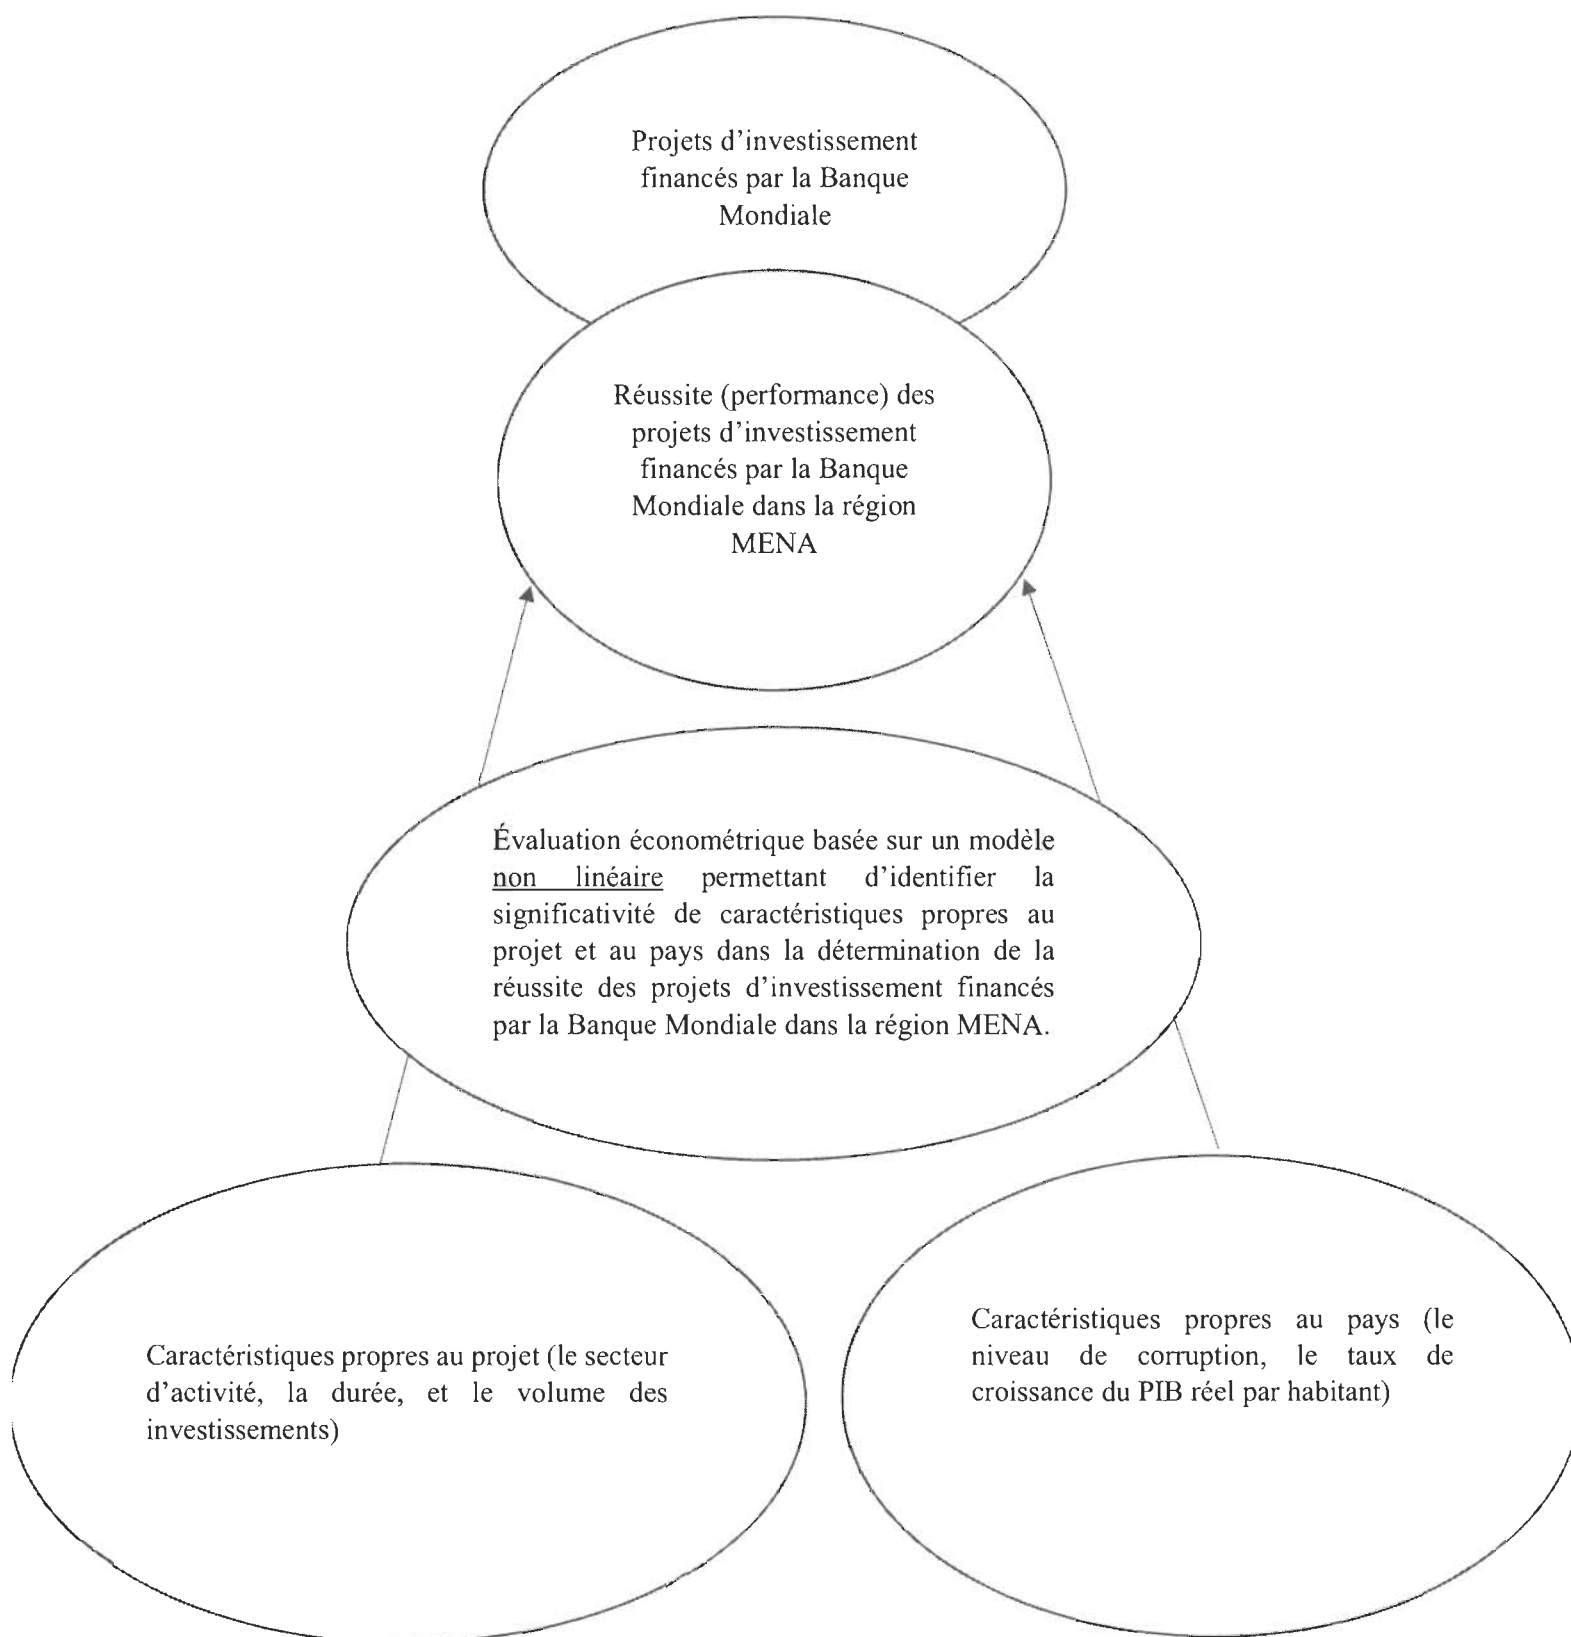 Projets d’investissement
financés par la Banque
Mondiale
Réussite (performance) des
projets d’investissement
financés par la Banque
Mondiale dans la région
MENA
Évaluation économétrique basée sur un modèle
non linéaire permettant d’identifier la
significativité de caractéristiques propres au
projet et au pays dans la détermination de la
réussite des projets d’investissement financés
par la Banque Mondiale dans la région MENA.
Caractéristiques propres au projet (le secteur
d’activité, la durée, et le volume des
investissements)
Caractéristiques propres au pays (le
niveau de corruption, le taux de
croissance du PIB réel par habitant)